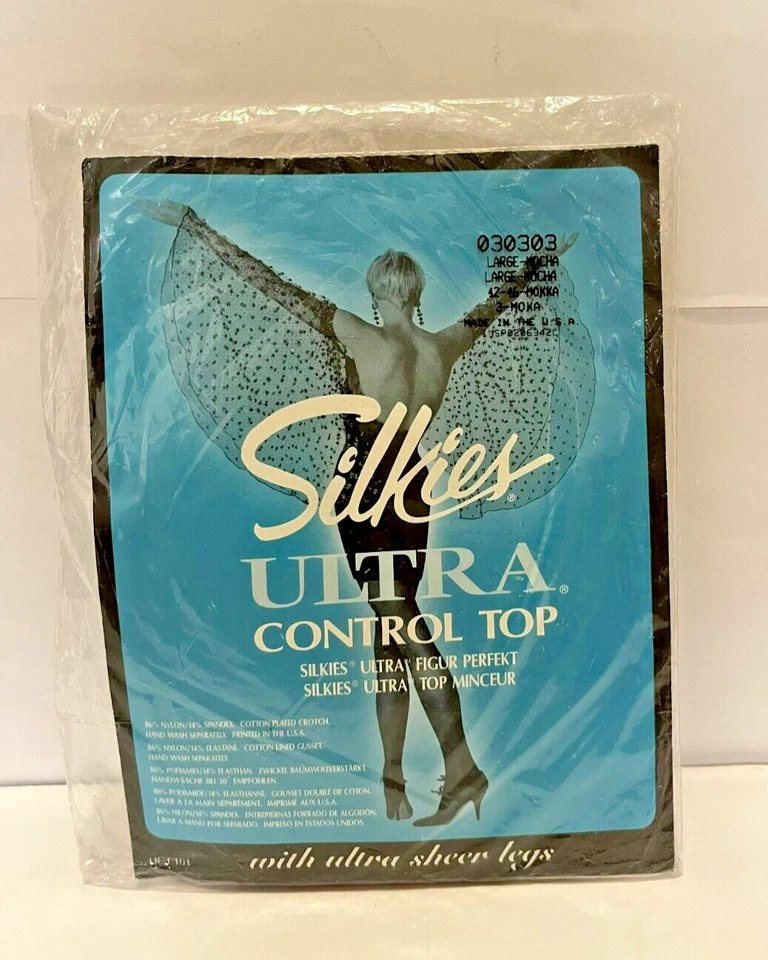 030303
LARGE-MOCHA
LARGE-MOCHA
42-46-MOKKA
3-MOKA
MADE IN THE U.S.A.
Silkies®
ULTRA®
CONTROL TOP
SILKIES® ULTRA® FIGUR PERFEKT
SILKIES® ULTRA® TOP MINCEUR
86% NYLON/14% SPANDEX. COTTON PLATED CROTCH.
HAND WASH SEPARATELY. PRINTED IN THE U.S.A.
86% NYLON/14% ELASTANE. COTTON LINED GUSSET.
HAND WASH SEPARATELY.
86% POLYAMID/14% ELASTHAN. ZWICKEL BAUMWOLLVERSTÄRKT.
HANDWÄSCHE BEI 30° EMPFOHLEN.
86% POLYAMIDE/14% ELASTHANNE. GOUSSET DOUBLÉ DE COTON.
LAVER A LA MAIN SÉPARÉMENT. IMPRIMÉ AUX U.S.A.
86% NILON/14% SPANDEX. ENTREPIERNAS FORRADO DE ALGODÓN.
LAVAR A MANO POR SEPARADO. IMPRESO EN ESTADOS UNIDOS.
with ultra sheer legs